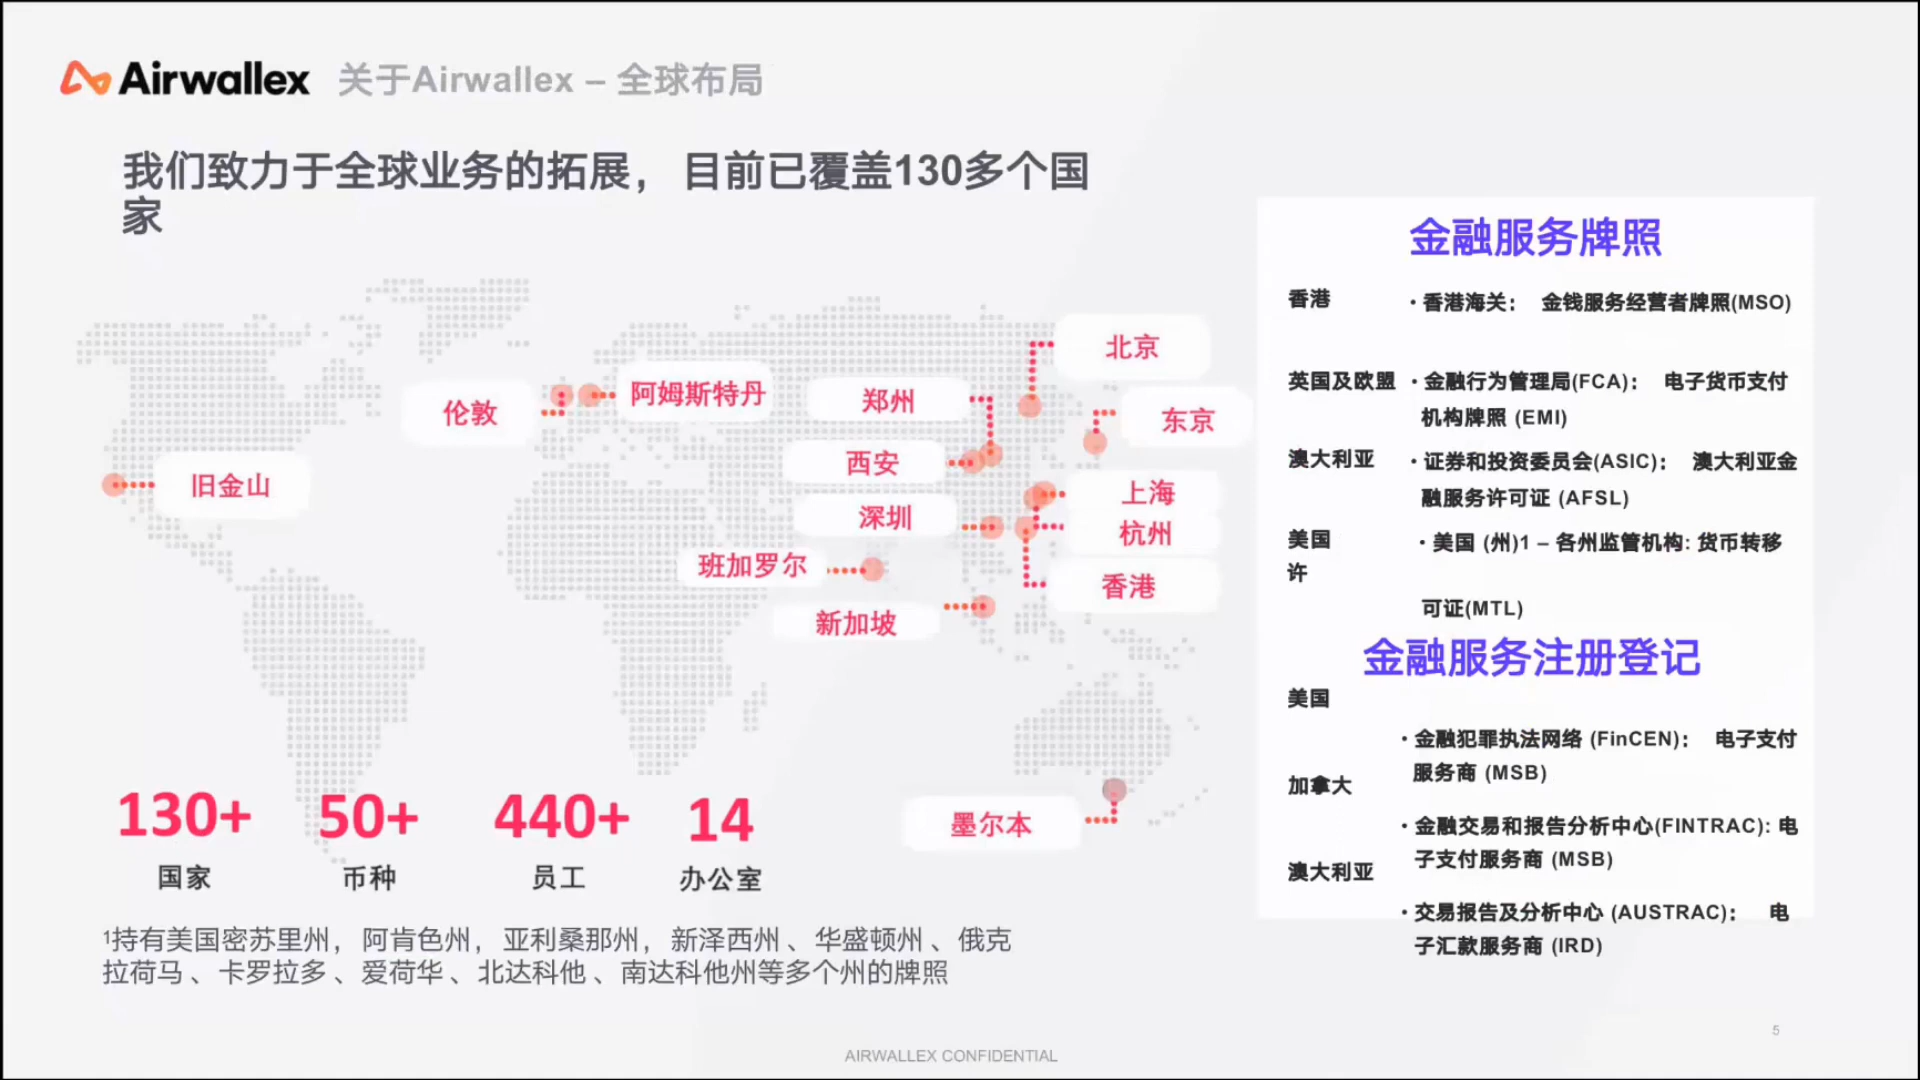 Airwallex 关于Airwallex – 全球布局
我们致力于全球业务的拓展， 目前已覆盖130多个国
家
北京
伦敦
阿姆斯特丹
郑州
东京
西安
旧金山
上海
深圳
杭州
班加罗尔
香港
新加坡
墨尔本
130+
国家
50+
币种
440+
员工
14
办公室
¹持有美国密苏里州， 阿肯色州， 亚利桑那州， 新泽西州、华盛顿州、俄克
拉荷马、卡罗拉多、爱荷华、北达科他、南达科他州等多个州的牌照
金融服务牌照
香港 · 香港海关： 金钱服务经营者牌照(MSO)
英国及欧盟 · 金融行为管理局(FCA)： 电子货币支付
机构牌照 (EMI)
澳大利亚 · 证券和投资委员会(ASIC)： 澳大利亚金
融服务许可证 (AFSL)
美国 · 美国 (州)1 – 各州监管机构: 货币转移
许
可证(MTL)
金融服务注册登记
美国
· 金融犯罪执法网络 (FinCEN)： 电子支付
服务商 (MSB)
加拿大
· 金融交易和报告分析中心(FINTRAC): 电
子支付服务商 (MSB)
澳大利亚
· 交易报告及分析中心 (AUSTRAC)： 电
子汇款服务商 (IRD)
5
AIRWALLEX CONFIDENTIAL